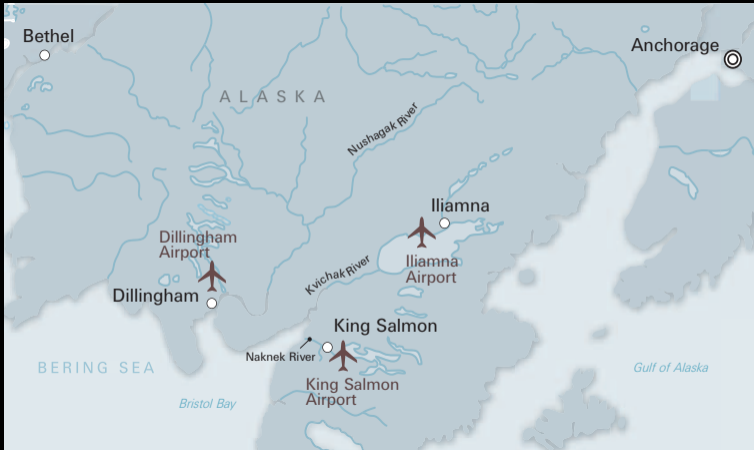 Bethel
Anchorage
ALASKA
Nushagak River
Iliamna
Dillingham
Airport
Iliamna
Airport
Kvichak River
Dillingham
King Salmon
Naknek River
BERING SEA
King Salmon
Airport
Gulf of Alaska
Bristol Bay